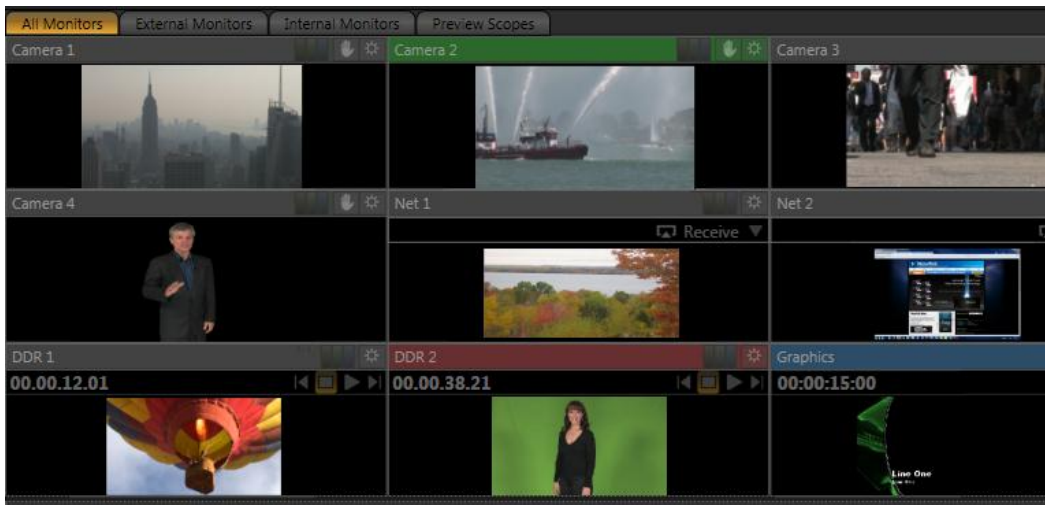 All Monitors External Monitors Internal Monitors Preview Scopes
Camera 1 Camera 2 Camera 3
Camera 4 Net 1 Net 2
Receive
DDR 1 DDR 2 Graphics
00.00.12.01 00.00.38.21 00:00:15:00
Line One